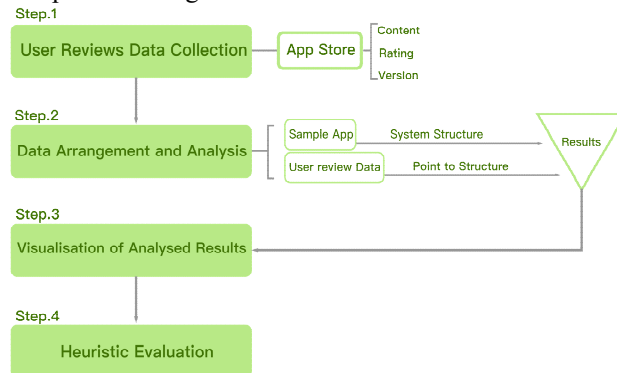 Step.1
User Reviews Data Collection
App Store
Content
Rating
Version
Step.2
Data Arrangement and Analysis
Sample App
System Structure
User review Data
Point to Structure
Results
Step.3
Visualisation of Analysed Results
Step.4
Heuristic Evaluation